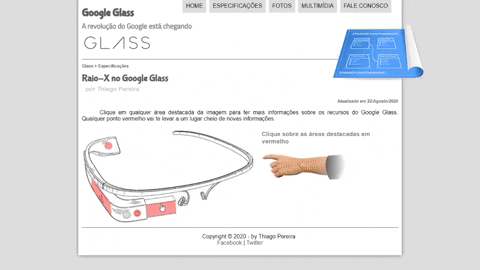 Google Glass
HOME ESPECIFICAÇÕES FOTOS MULTIMÍDIA FALE CONOSCO
A revolução do Google está chegando
GLASS
Glass > Especificações
Raio-X no Google Glass
por Thiago Pereira
Atualizado em 22/Agosto/2020
Clique em qualquer área destacada da imagem para ter mais informações sobre os recursos do Google Glass.
Qualquer ponto vermelho vai te levar a um lugar cheio de novas informações
Clique sobre as áreas destacadas em
vermelho
Copyright © 2020 - by Thiago Pereira
Facebook | Twitter